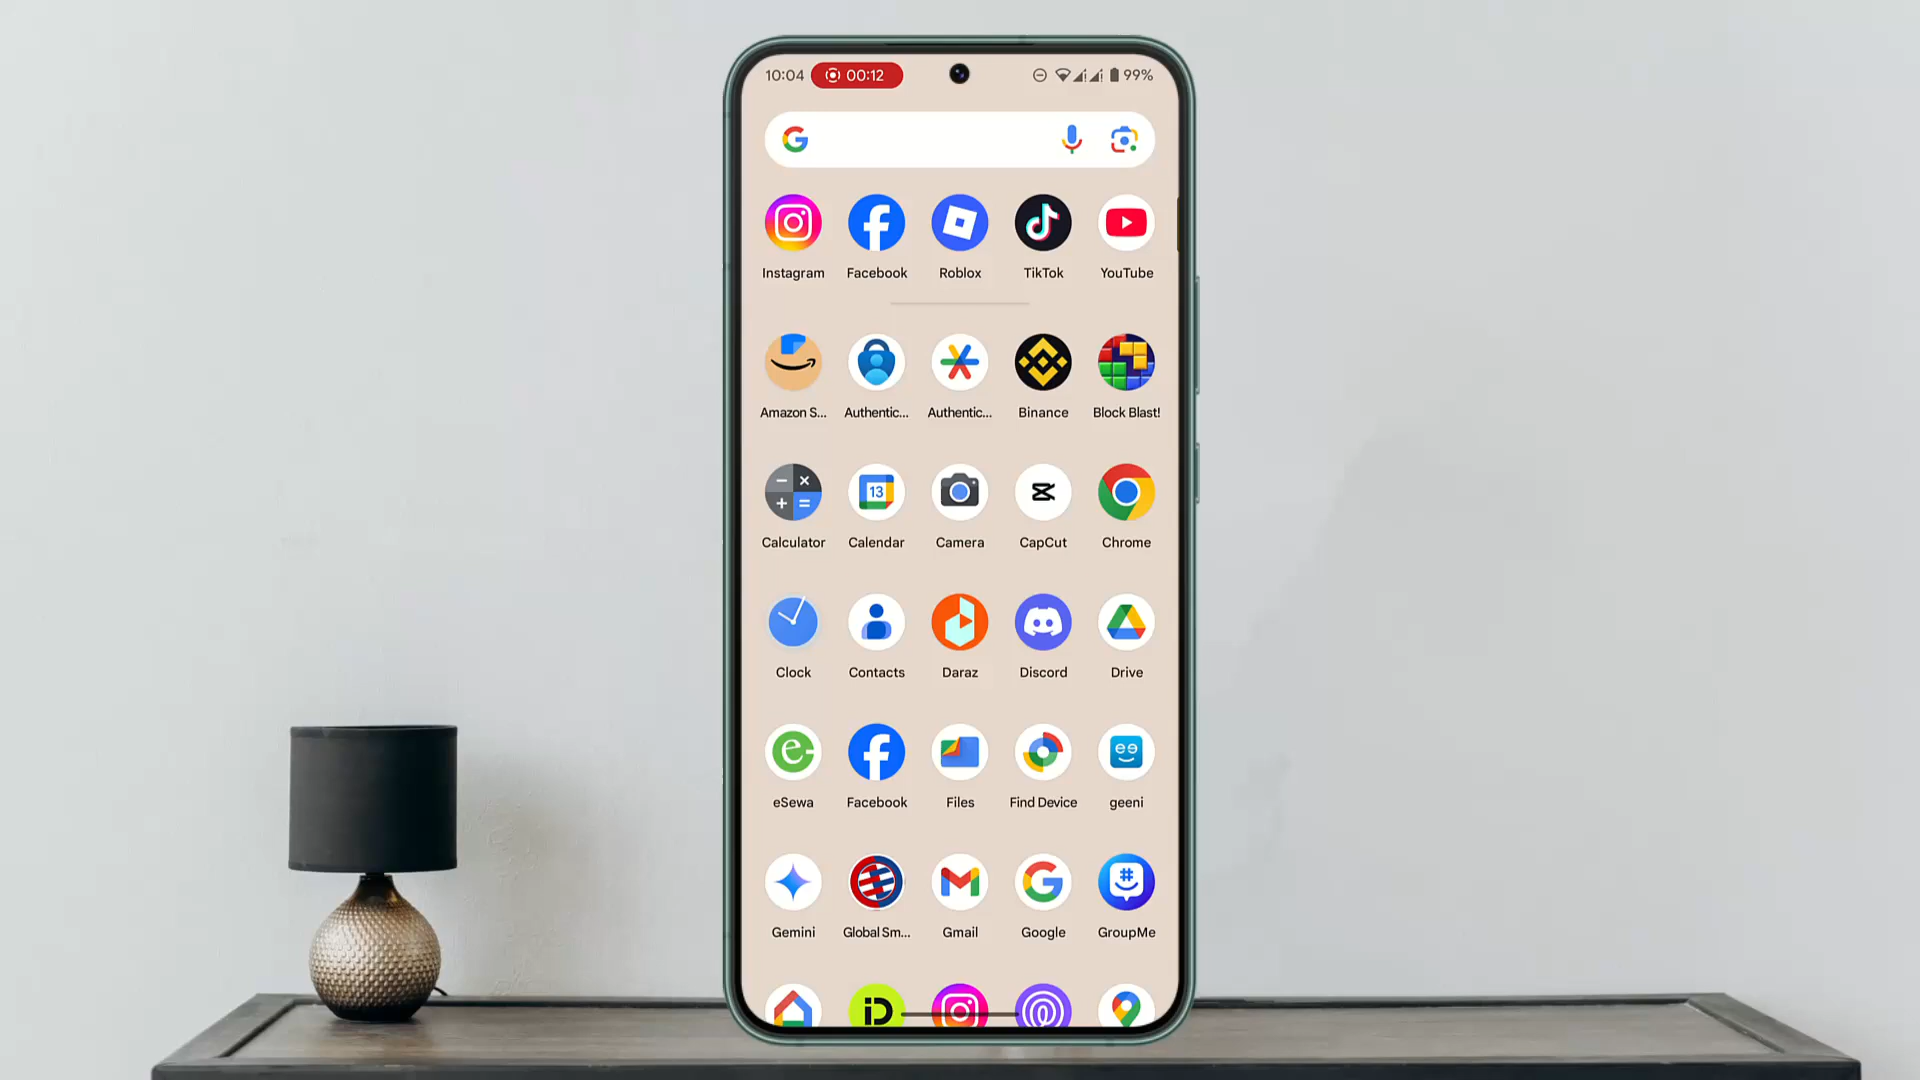 10:04 00:12 99%
Instagram Facebook Roblox TikTok YouTube
Amazon S... Authentic... Authentic... Binance Block Blast!
13
Calculator Calendar Camera CapCut Chrome
Clock Contacts Daraz Discord Drive
eSewa Facebook Files Find Device geeni
Gemini Global Sm... Gmail Google GroupMe
iD